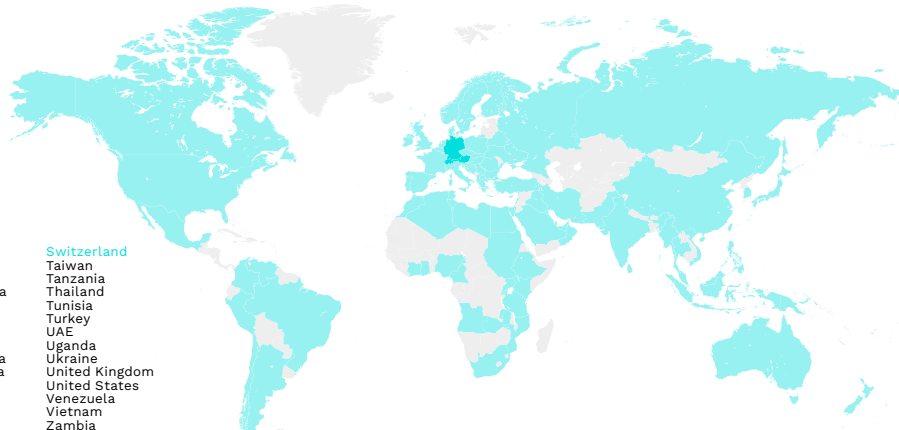 Switzerland
Taiwan
Tanzania
a
Thailand
Tunisia
Turkey
UAE
Uganda
a
Ukraine
a
United Kingdom
United States
Venezuela
Vietnam
Zambia